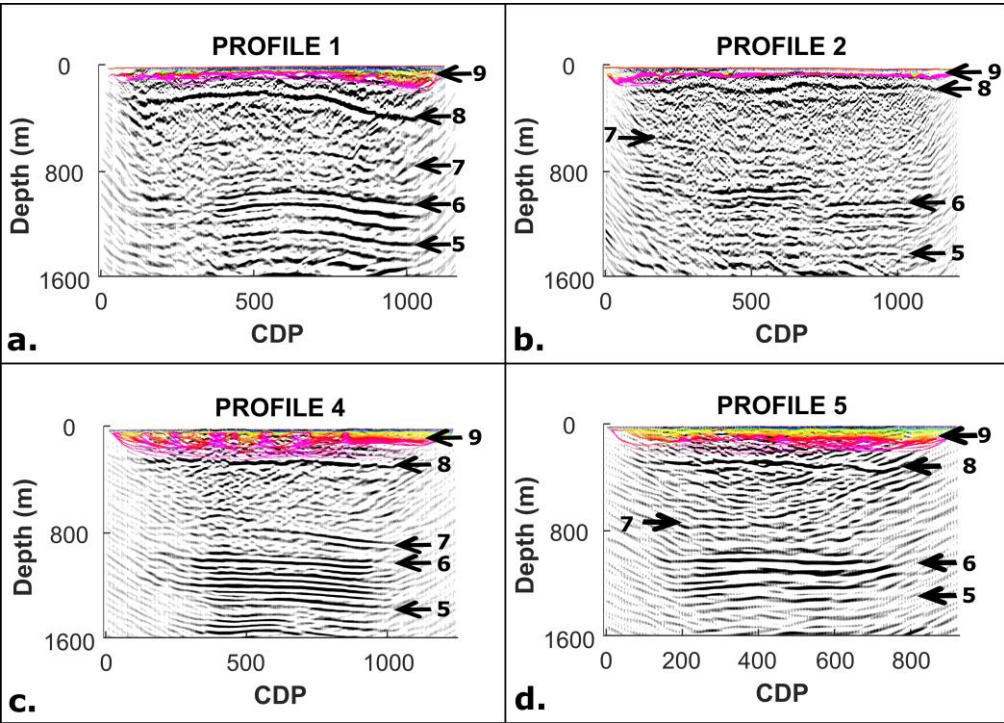 PROFILE 1
0
800
1600
Depth (m)
9
8
7
6
5
0 500 1000
CDP
a.
PROFILE 2
0
800
1600
Depth (m)
9
8
7
6
5
0 500 1000
CDP
b.
PROFILE 4
0
800
1600
Depth (m)
9
8
7
6
5
0 500 1000
CDP
c.
PROFILE 5
0
800
1600
Depth (m)
9
8
7
6
5
0 200 400 600 800
CDP
d.